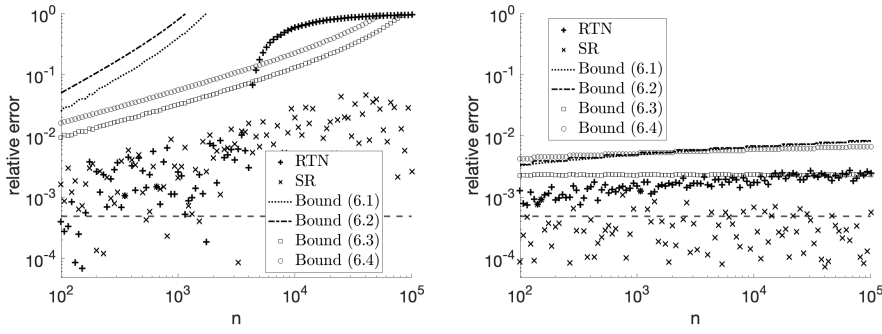 10^0
10^-1
10^-2
10^-3
10^-4
relative error
10^2
10^3
10^4
10^5
n
RTN
SR
Bound (6.1)
Bound (6.2)
Bound (6.3)
Bound (6.4)
10^0
10^-1
10^-2
10^-3
10^-4
relative error
10^2
10^3
10^4
10^5
n
RTN
SR
Bound (6.1)
Bound (6.2)
Bound (6.3)
Bound (6.4)